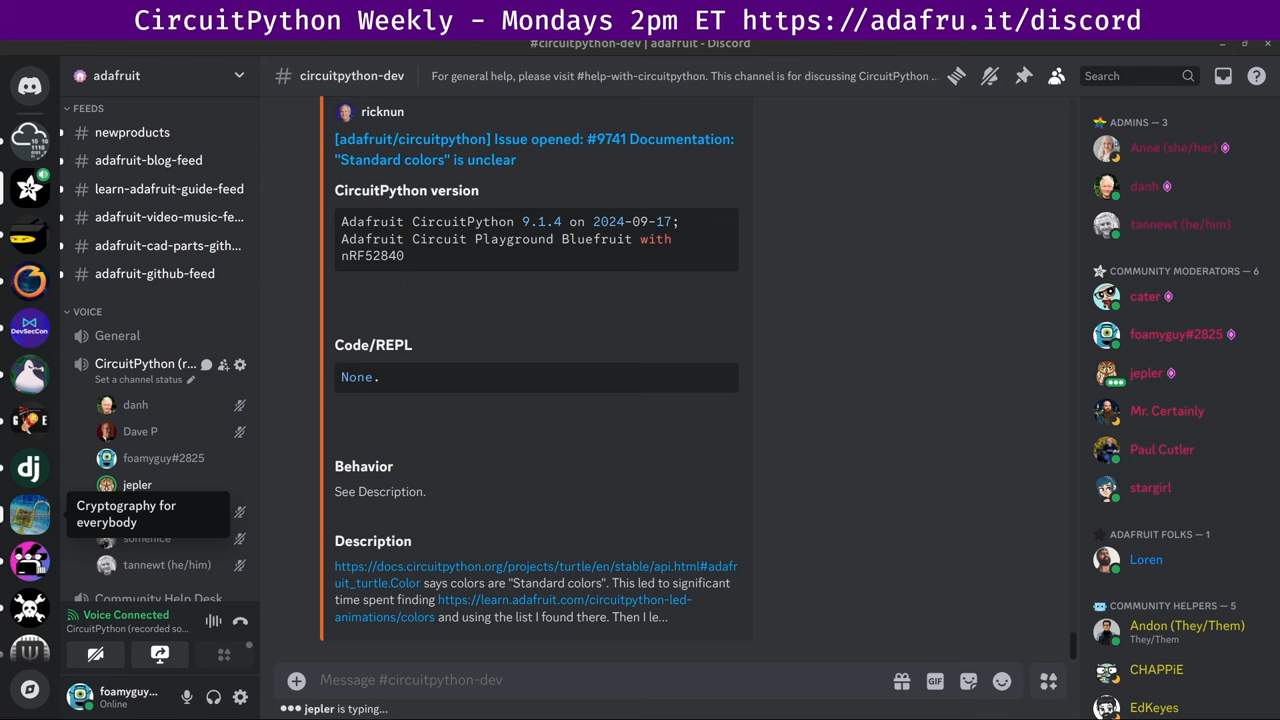 CircuitPython Weekly - Mondays 2pm ET https://adafru.it/discord
#circuitpython-dev | adafruit - Discord
adafruit
FEEDS
newproducts
adafruit-blog-feed
learn-adafruit-guide-feed
adafruit-video-music-fe...
adafruit-cad-parts-gith...
adafruit-github-feed
VOICE
General
CircuitPython (r...
Set a channel status
danh
Dave P
foamyguy#2825
jepler
Cryptography for
everybody
somenice
tannewt (he/him)
Community Help Desk
Voice Connected
CircuitPython (recorded so...
foamyguy...
Online
# circuitpython-dev
For general help, please visit #help-with-circuitpython. This channel is for discussing CircuitPython ...
Search
ricknun
[adafruit/circuitpython] Issue opened: #9741 Documentation:
"Standard colors" is unclear
CircuitPython version
Adafruit CircuitPython 9.1.4 on 2024-09-17;
Adafruit Circuit Playground Bluefruit with
nRF52840
Code/REPL
None.
Behavior
See Description.
Description
https://docs.circuitpython.org/projects/turtle/en/stable/api.html#adafr
uit_turtle.Color says colors are "Standard colors". This led to significant
time spent finding https://learn.adafruit.com/circuitpython-led-
animations/colors and using the list I found there. Then I le...
Message #circuitpython-dev
GIF
jepler is typing...
ADMINS — 3
Anne (she/her)
danh
tannewt (he/him)
COMMUNITY MODERATORS — 6
cater
foamyguy#2825
jepler
Mr. Certainly
Paul Cutler
stargirl
ADAFRUIT FOLKS — 1
Loren
COMMUNITY HELPERS — 5
Andon (They/Them)
They/Them
CHAPPiE
EdKeyes
DevSecCon
dj